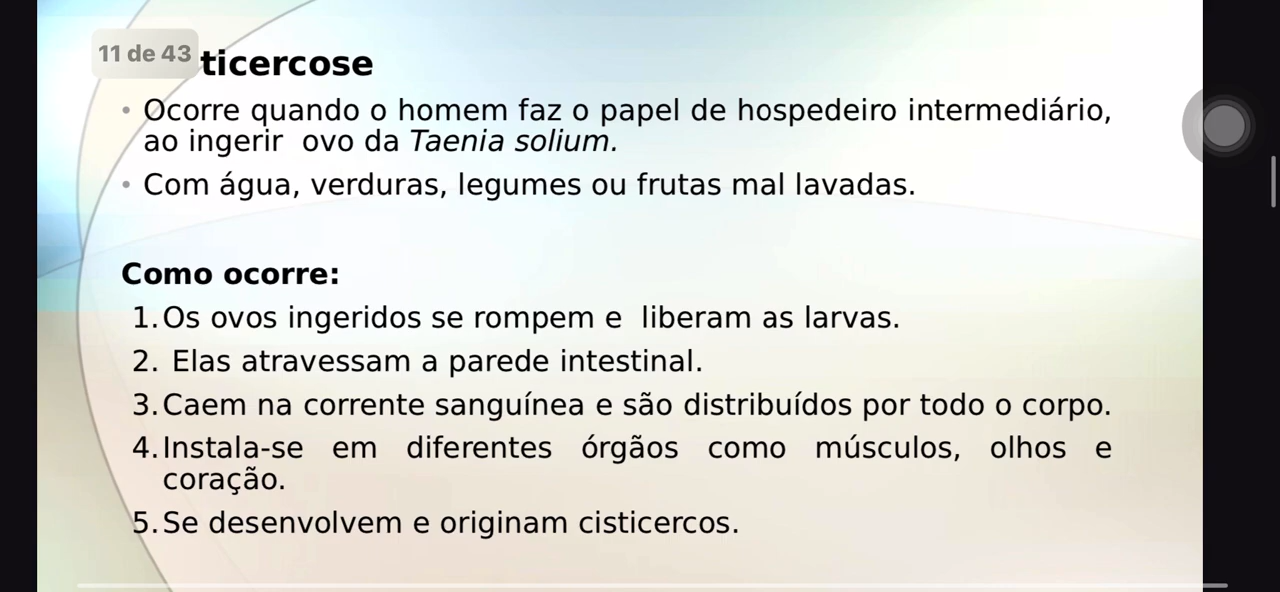 11 de 43
ticercose
• Ocorre quando o homem faz o papel de hospedeiro intermediário,
ao ingerir ovo da Taenia solium.
• Com água, verduras, legumes ou frutas mal lavadas.
Como ocorre:
1. Os ovos ingeridos se rompem e liberam as larvas.
2. Elas atravessam a parede intestinal.
3. Caem na corrente sanguínea e são distribuídos por todo o corpo.
4. Instala-se em diferentes órgãos como músculos, olhos e
coração.
5. Se desenvolvem e originam cisticercos.